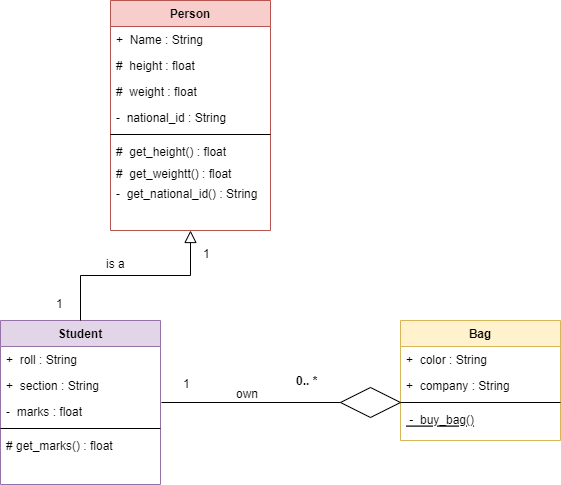 Person
+ Name : String
# height : float
# weight : float
- national_id : String
# get_height() : float
# get_weightt() : float
- get_national_id() : String
1
is a
1
Student
+ roll : String
+ section : String
- marks : float
# get_marks() : float
1
own
0.. *
Bag
+ color : String
+ company : String
- buy_bag()